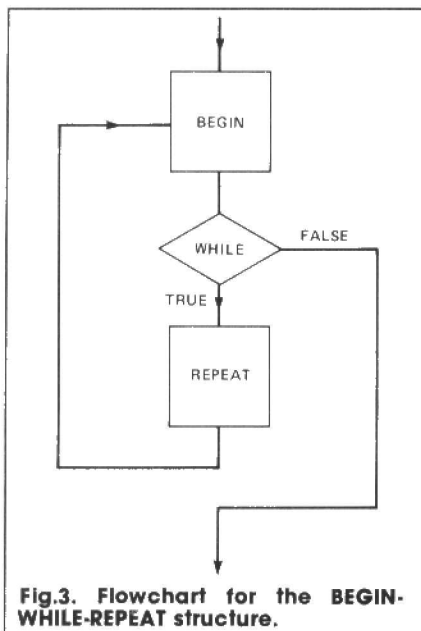 BEGIN
WHILE
FALSE
TRUE
REPEAT
Fig.3. Flowchart for the BEGIN-
WHILE-REPEAT structure.